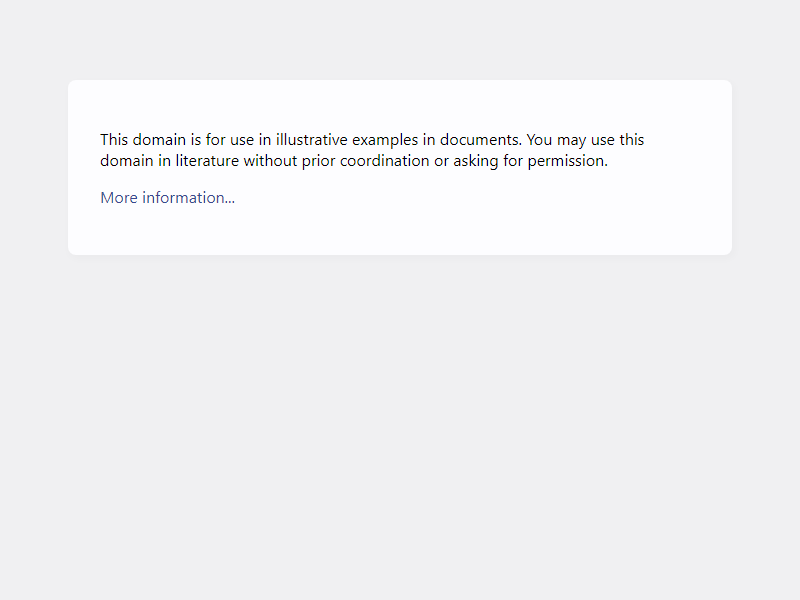 This domain is for use in illustrative examples in documents. You may use this
domain in literature without prior coordination or asking for permission.
More information...